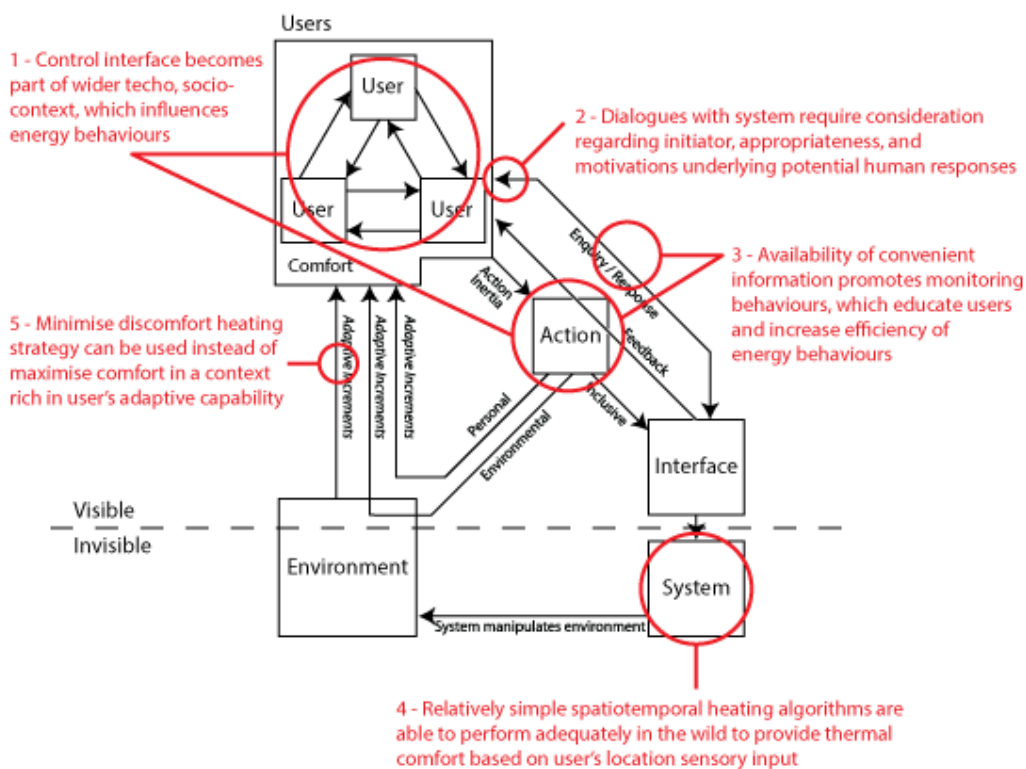 Users
1 - Control interface becomes
part of wider techo, socio-
context, which influences
energy behaviours
User
User
User
Comfort
2 - Dialogues with system require consideration
regarding initiator, appropriateness, and
motivations underlying potential human responses
Enquiry / Response
3 - Availability of convenient
information promotes monitoring
behaviours, which educate users
and increase efficiency of
energy behaviours
Action
Inertia
Action
Feedback
5 - Minimise discomfort heating
strategy can be used instead of
maximise comfort in a context
rich in user's adaptive capability
Adaptive Increments
Adaptive Increments
Adaptive Increments
Personal
Environmental
Inclusive
Interface
Visible
Invisible
Environment
System
System manipulates environment
4 - Relatively simple spatiotemporal heating algorithms are
able to perform adequately in the wild to provide thermal
comfort based on user's location sensory input